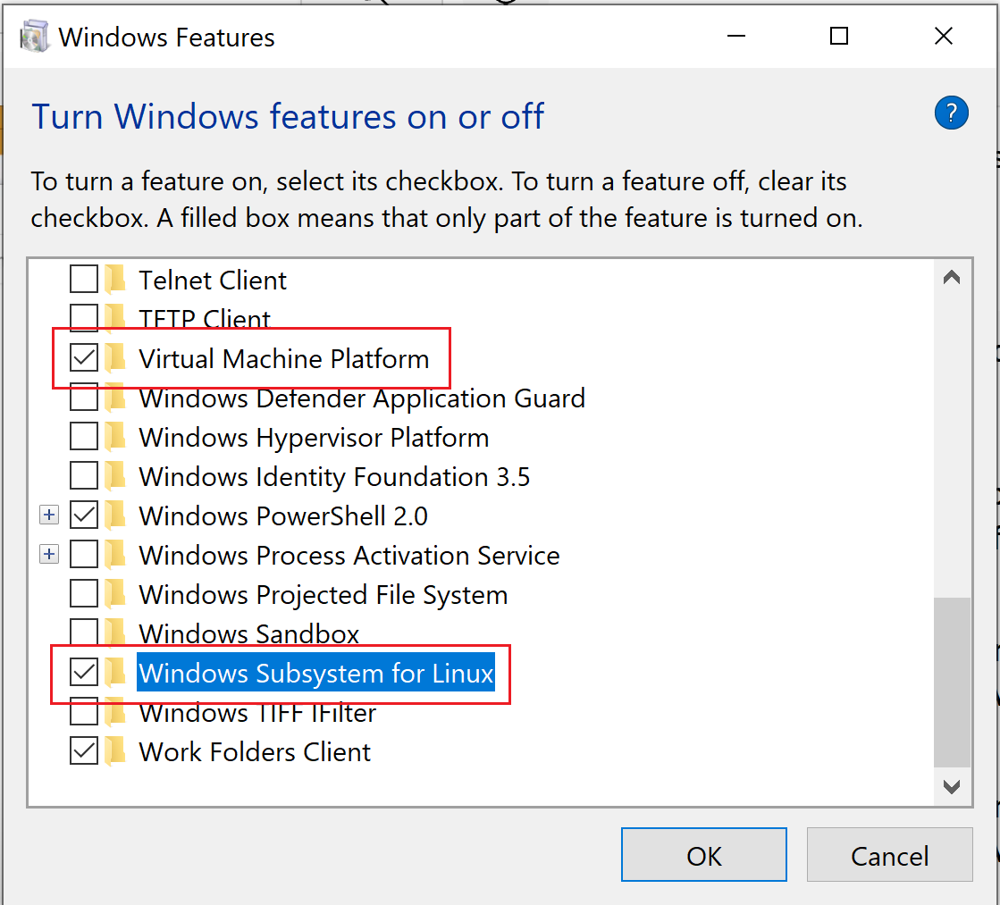 Windows Features
Turn Windows features on or off
?
To turn a feature on, select its checkbox. To turn a feature off, clear its
checkbox. A filled box means that only part of the feature is turned on.
Telnet Client
TFTP Client
Virtual Machine Platform
Windows Defender Application Guard
Windows Hypervisor Platform
Windows Identity Foundation 3.5
Windows PowerShell 2.0
Windows Process Activation Service
Windows Projected File System
Windows Sandbox
Windows Subsystem for Linux
Windows TIFF IFilter
Work Folders Client
OK
Cancel